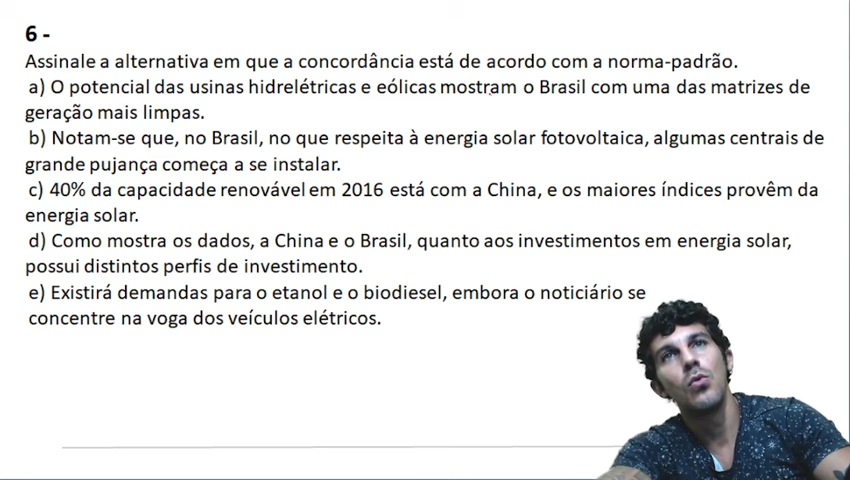 6 -
Assinale a alternativa em que a concordância está de acordo com a norma-padrão.
a) O potencial das usinas hidrelétricas e eólicas mostram o Brasil com uma das matrizes de
geração mais limpas.
b) Notam-se que, no Brasil, no que respeita à energia solar fotovoltaica, algumas centrais de
grande pujança começa a se instalar.
c) 40% da capacidade renovável em 2016 está com a China, e os maiores índices provêm da
energia solar.
d) Como mostra os dados, a China e o Brasil, quanto aos investimentos em energia solar,
possui distintos perfis de investimento.
e) Existirá demandas para o etanol e o biodiesel, embora o noticiário se
concentre na voga dos veículos elétricos.